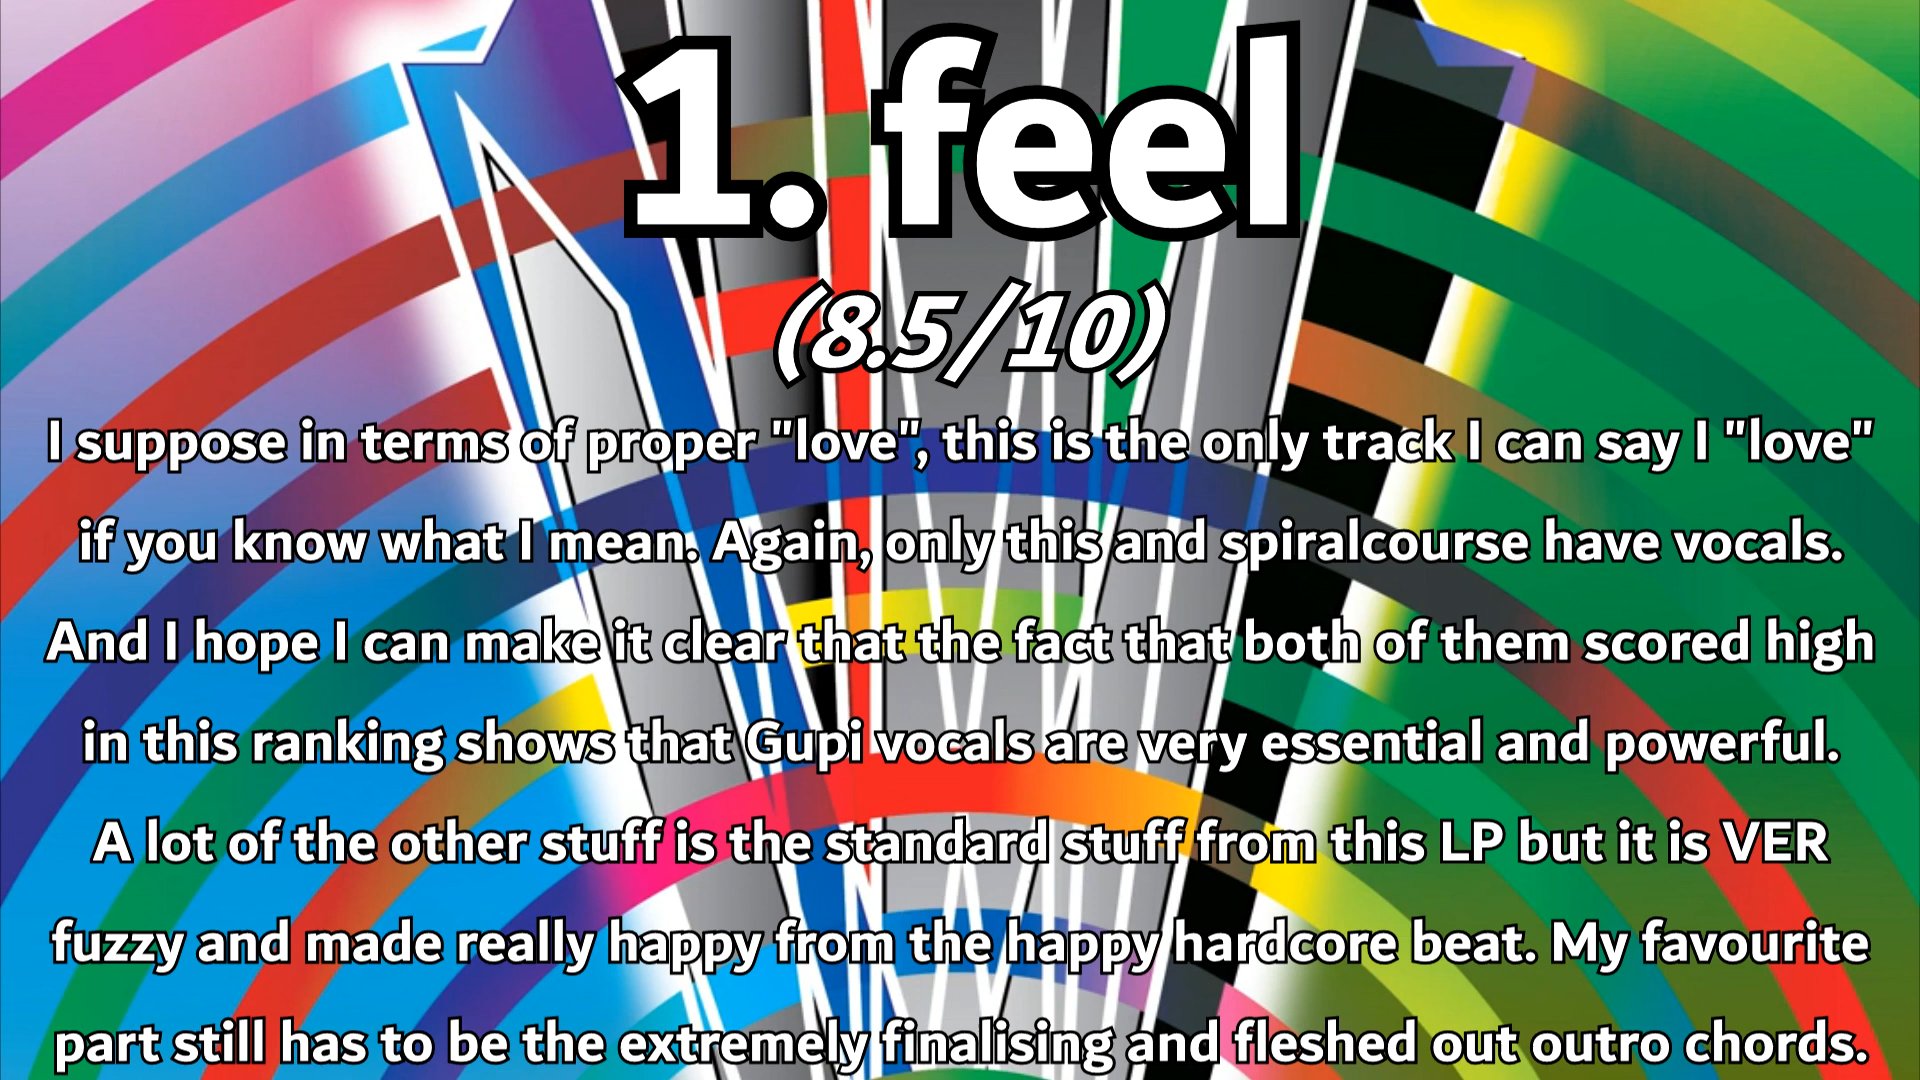 1. feel
(8.5/10)
I suppose in terms of proper "love", this is the only track I can say I "love"
if you know what I mean. Again, only this and spiralcourse have vocals.
And I hope I can make it clear that the fact that both of them scored high
in this ranking shows that Gupi vocals are very essential and powerful.
A lot of the other stuff is the standard stuff from this LP but it is VER
fuzzy and made really happy from the happy hardcore beat. My favourite
part still has to be the extremely finalising and fleshed out outro chords.